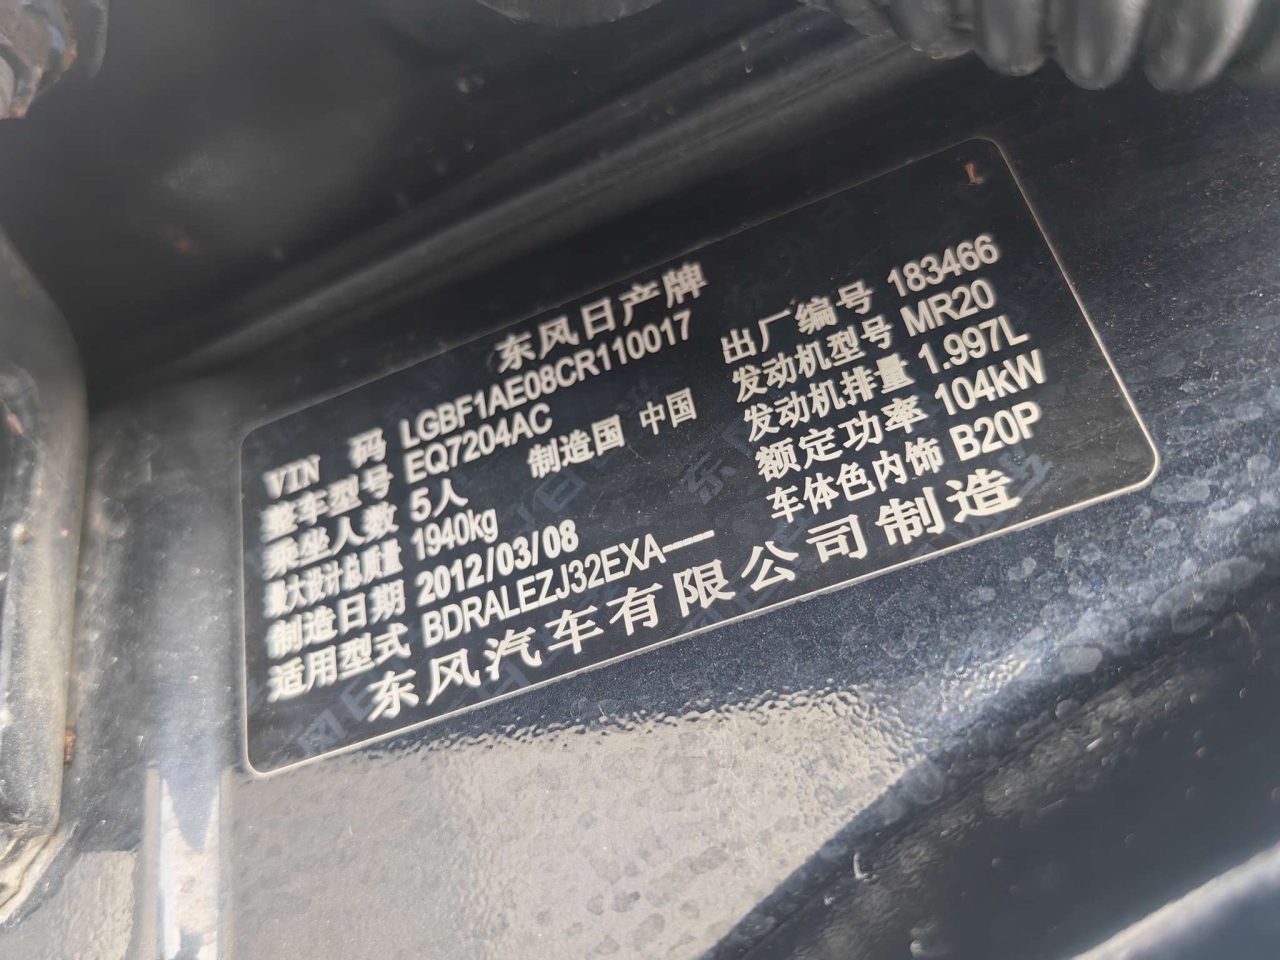 东风日产牌
VIN 码 LGBF1AE08CR110017 出厂编号 183466
整车型号 EQ7204AC 发动机型号 MR20
乘坐人数 5人 制造国 中国 发动机排量 1.997L
最大设计总质量 1940kg 额定功率 104kW
制造日期 2012/03/08 车体色内饰 B20P
适用型式 BDRALEZJ32EXA----
东风汽车有限公司制造